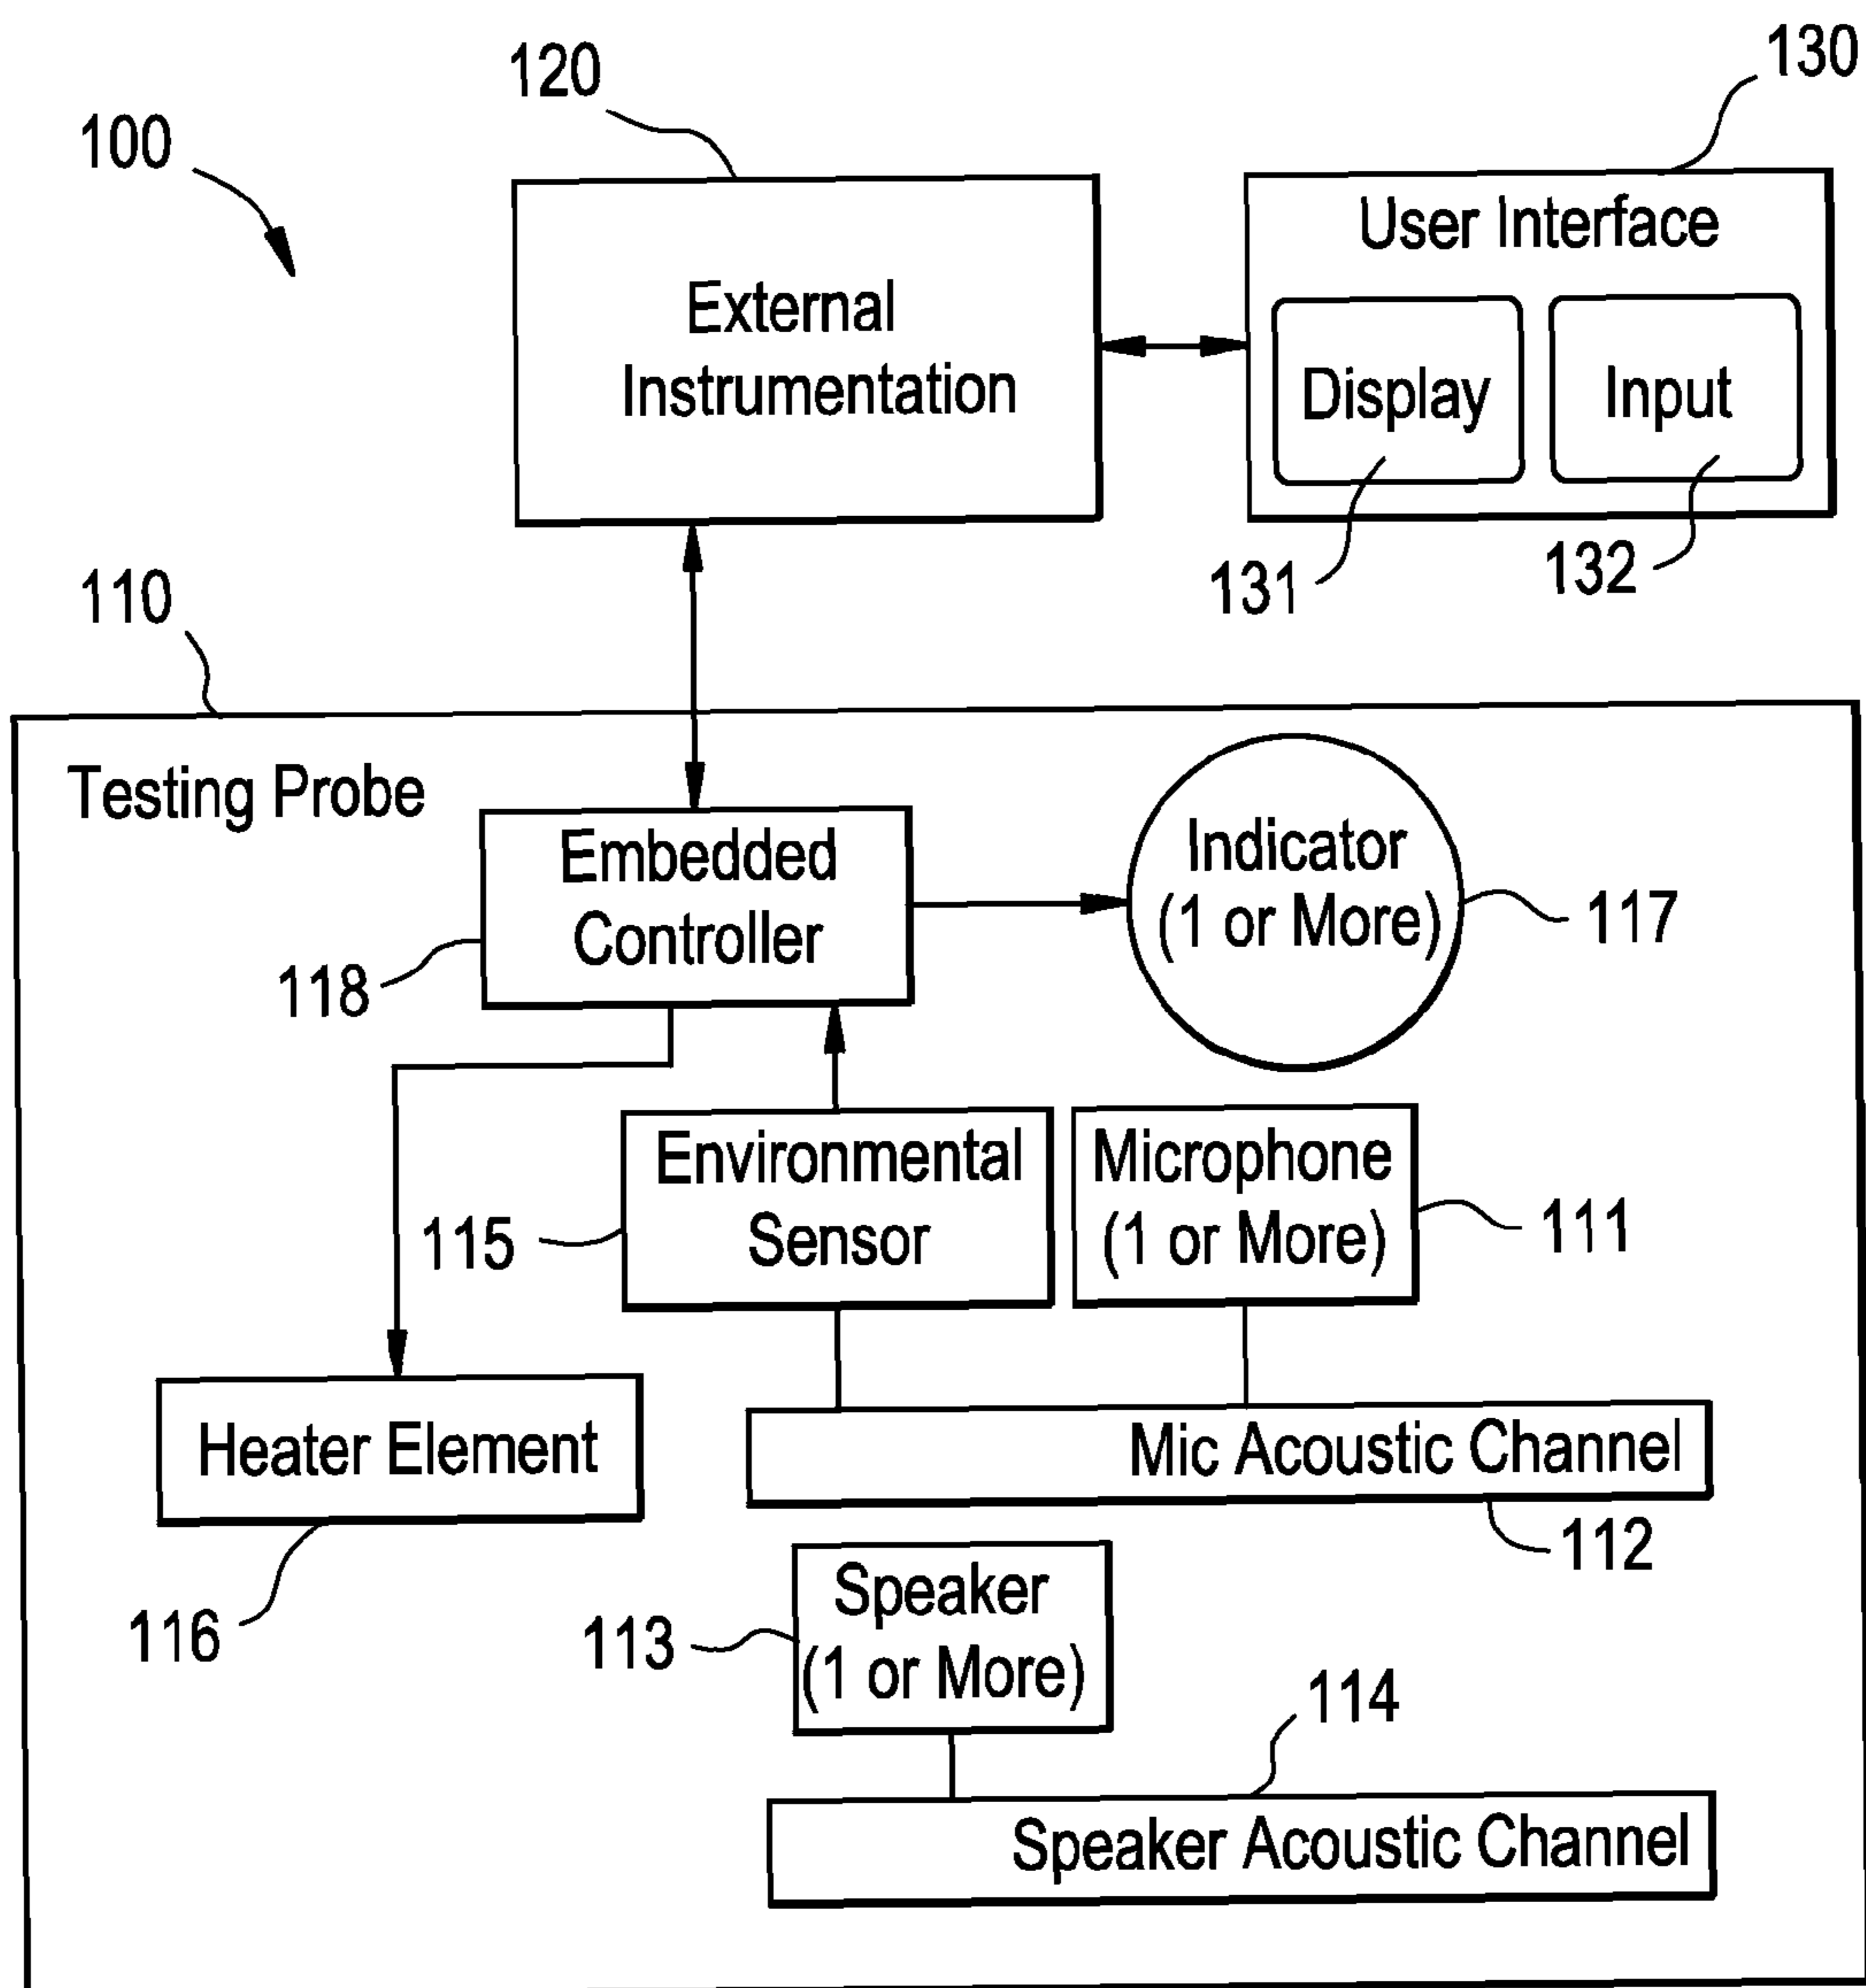 130
120
100
User Interface
External
Instrumentation
Display
Input
131
132
110
Testing Probe
Embedded
Controller
Indicator
(1 or More)
117
118
Environmental
Sensor
Microphone
(1 or More)
115
111
Heater Element
Mic Acoustic Channel
112
Speaker
(1 or More)
116
113
114
Speaker Acoustic Channel